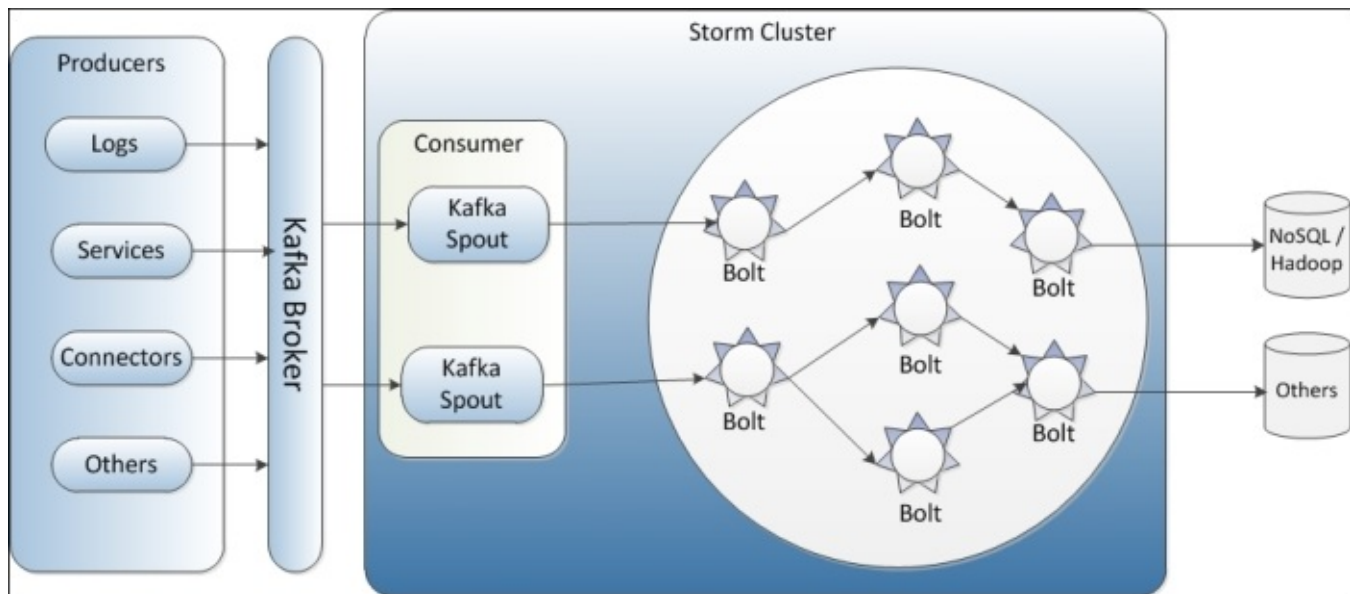 Storm Cluster
Producers
Logs
Services
Connectors
Others
Kafka Broker
Consumer
Kafka
Spout
Kafka
Spout
Bolt
Bolt
Bolt
Bolt
Bolt
Bolt
Bolt
NoSQL /
Hadoop
Others